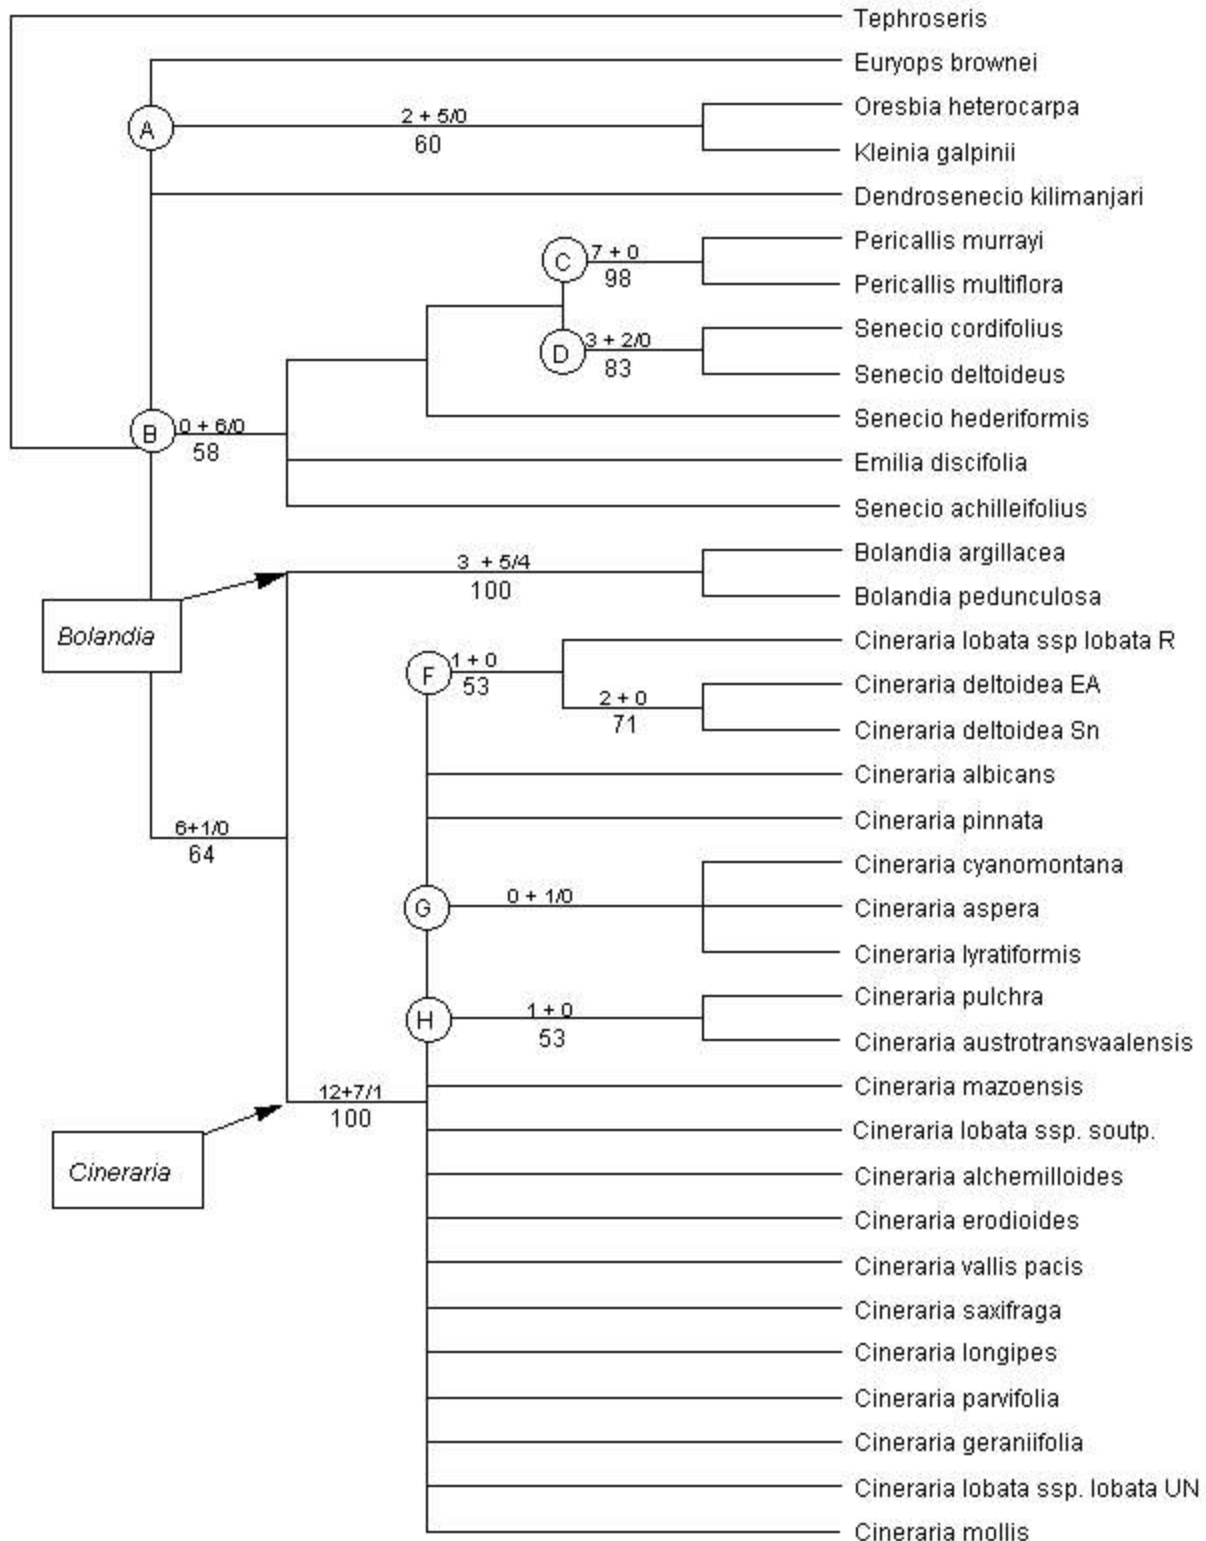 Tephroseris
Euryops brownei
A
2 + 5/0
60
Oresbia heterocarpa
Kleinia galpinii
Dendrosenecio kilimanjari
C
7 + 0
98
Pericallis murrayi
Pericallis multiflora
D
3 + 2/0
83
Senecio cordifolius
Senecio deltoideus
Senecio hederiformis
B
0 + 6/0
58
Emilia discifolia
Senecio achilleifolius
3 + 5/4
100
Bolandia argillacea
Bolandia pedunculosa
Bolandia
F
1 + 0
53
Cineraria lobata ssp lobata R
2 + 0
71
Cineraria deltoidea EA
Cineraria deltoidea Sn
Cineraria albicans
Cineraria pinnata
6+1/0
64
G
0 + 1/0
Cineraria cyanomontana
Cineraria aspera
Cineraria lyratiformis
H
1 + 0
53
Cineraria pulchra
Cineraria austrotransvaalensis
12+7/1
100
Cineraria
Cineraria mazoensis
Cineraria lobata ssp. soutp.
Cineraria alchemilloides
Cineraria erodioides
Cineraria vallis pacis
Cineraria saxifraga
Cineraria longipes
Cineraria parvifolia
Cineraria geraniifolia
Cineraria lobata ssp. lobata UN
Cineraria mollis